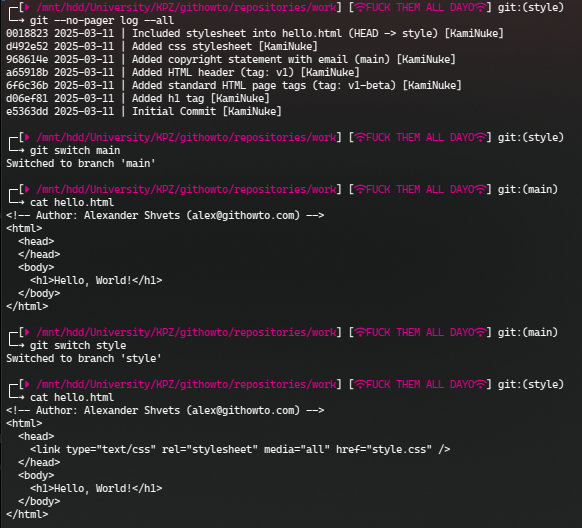 ┌─[ /mnt/hdd/University/KPZ/githowto/repositories/work] [FUCK THEM ALL DAYO] git:(style)
└─→ git --no-pager log --all
0018823 2025-03-11 | Included stylesheet into hello.html (HEAD -> style) [KamiNuke]
d492e52 2025-03-11 | Added css stylesheet [KamiNuke]
968614e 2025-03-11 | Added copyright statement with email (main) [KamiNuke]
a65918b 2025-03-11 | Added HTML header (tag: v1) [KamiNuke]
6f6c36b 2025-03-11 | Added standard HTML page tags (tag: v1-beta) [KamiNuke]
d06ef81 2025-03-11 | Added h1 tag [KamiNuke]
e5363dd 2025-03-11 | Initial Commit [KamiNuke]
┌─[ /mnt/hdd/University/KPZ/githowto/repositories/work] [FUCK THEM ALL DAYO] git:(style)
└─→ git switch main
Switched to branch 'main'
┌─[ /mnt/hdd/University/KPZ/githowto/repositories/work] [FUCK THEM ALL DAYO] git:(main)
└─→ cat hello.html
<!-- Author: Alexander Shvets (alex@githowto.com) -->
<html>
  <head>
  </head>
  <body>
    <h1>Hello, World!</h1>
  </body>
</html>
┌─[ /mnt/hdd/University/KPZ/githowto/repositories/work] [FUCK THEM ALL DAYO] git:(main)
└─→ git switch style
Switched to branch 'style'
┌─[ /mnt/hdd/University/KPZ/githowto/repositories/work] [FUCK THEM ALL DAYO] git:(style)
└─→ cat hello.html
<!-- Author: Alexander Shvets (alex@githowto.com) -->
<html>
  <head>
    <link type="text/css" rel="stylesheet" media="all" href="style.css" />
  </head>
  <body>
    <h1>Hello, World!</h1>
  </body>
</html>